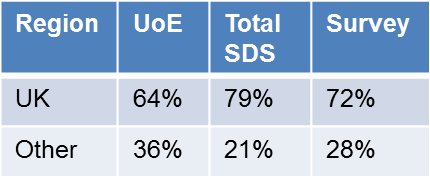 Region UoE Total SDS Survey
UK 64% 79% 72%
Other 36% 21% 28%